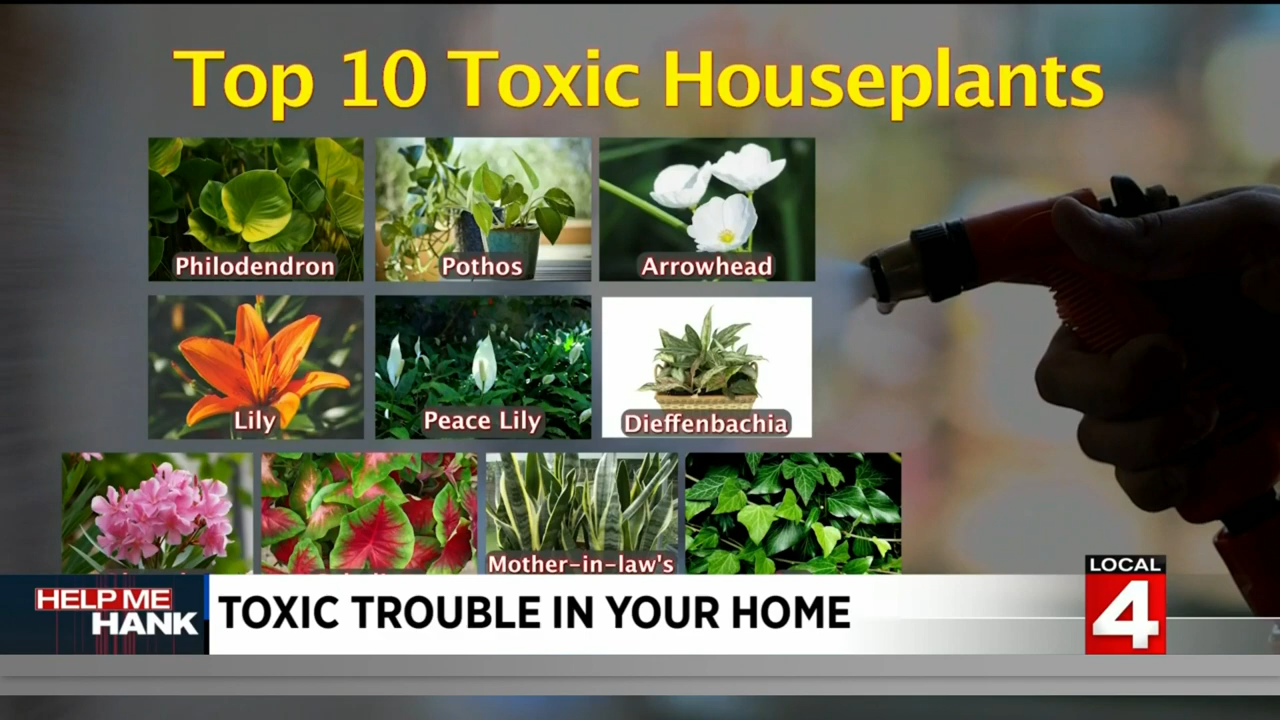 Top 10 Toxic Houseplants
Philodendron
Pothos
Arrowhead
Lily
Peace Lily
Dieffenbachia
Mother-in-law's
HELP ME
HANK
TOXIC TROUBLE IN YOUR HOME
LOCAL
4